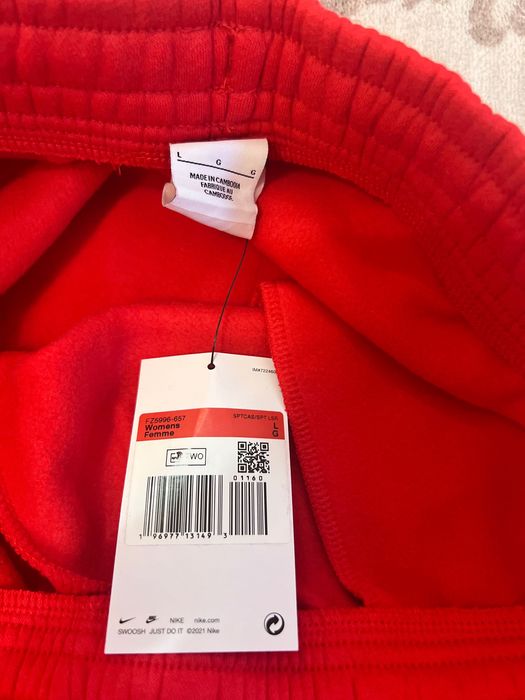 L
G G
MADE IN CAMBODIA
FABRIQUE AU
CAMBODGE.
FZ5996-657
SPTCAS/SPT LSR
Womens
Femme
L
G
WO
01160
1 96977 13149 3
NIKE nike.com
SWOOSH JUST DO IT ©2021 Nike